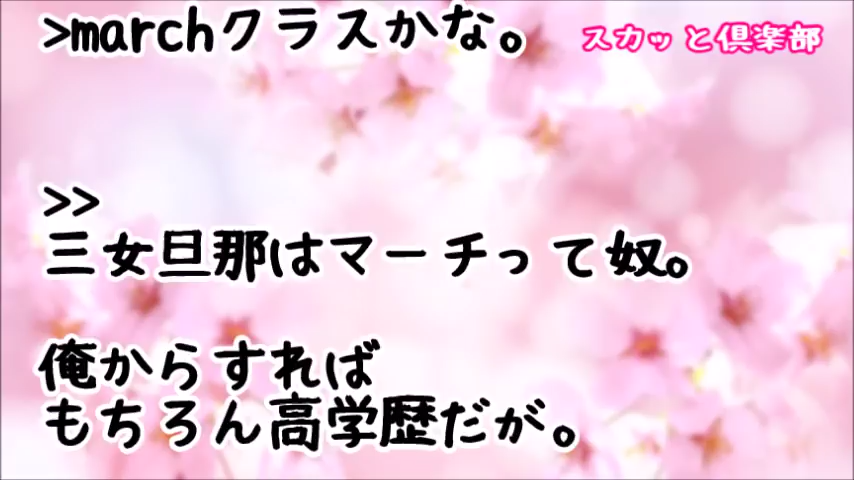 >marchクラスかな。
スカッと倶楽部
>>
三女旦那はマーチって奴。
俺からすれば
もちろん高学歴だが。